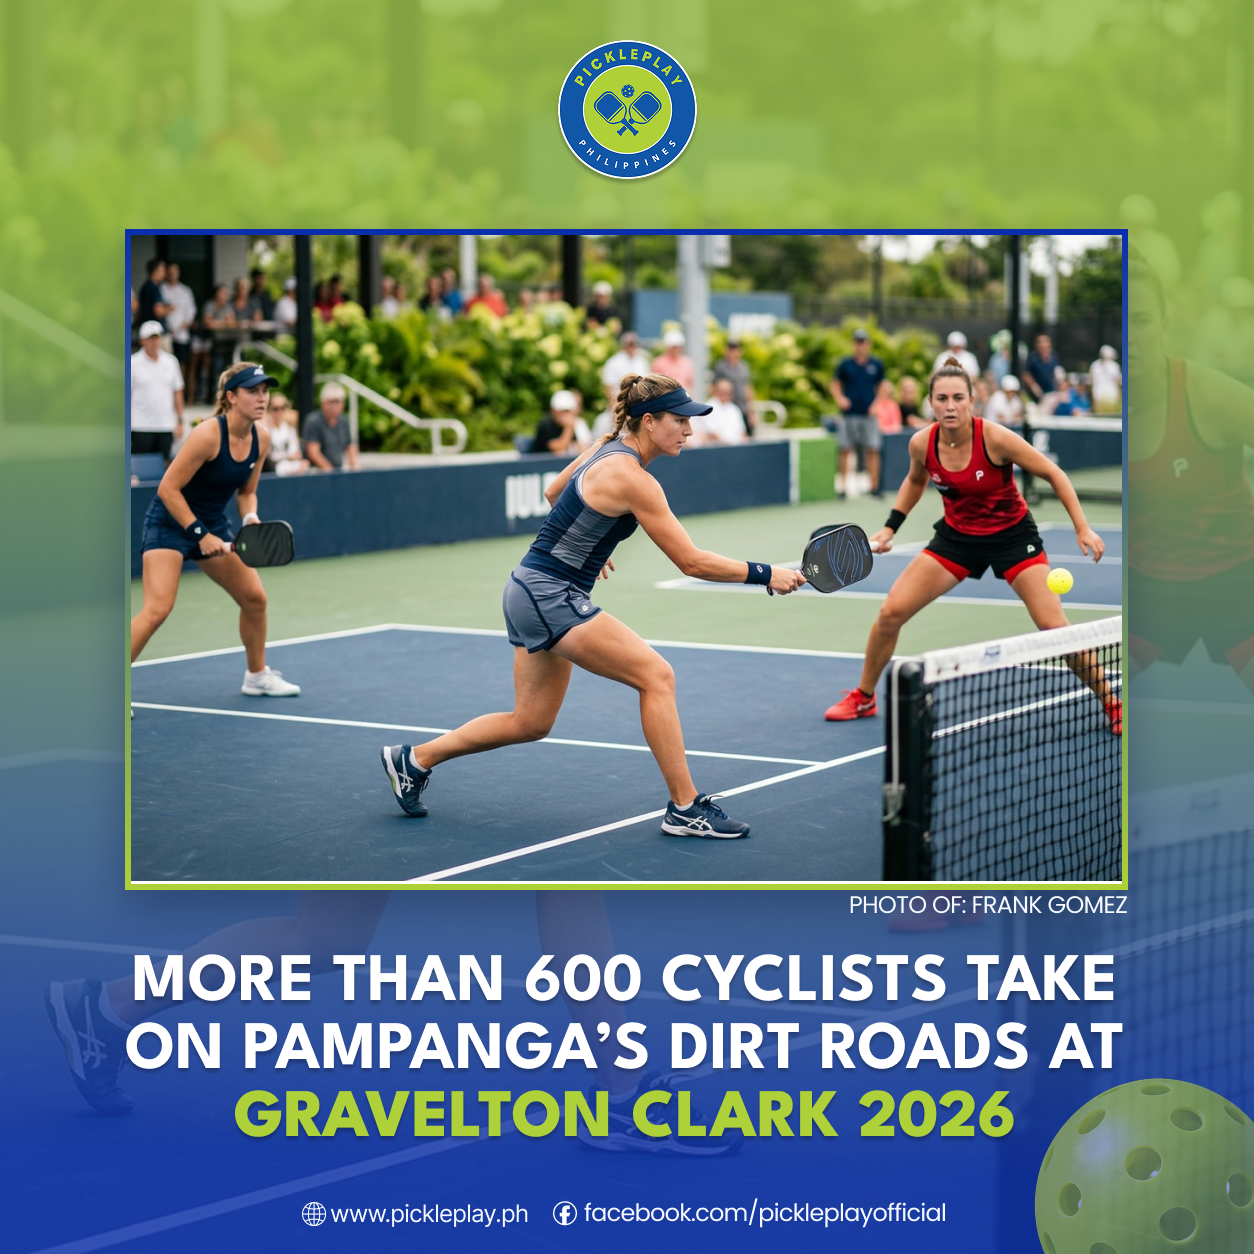 PICKLEPLAY
PHILIPPINES
PHOTO OF: FRANK GOMEZ
MORE THAN 600 CYCLISTS TAKE
ON PAMPANGA’S DIRT ROADS AT
GRAVELTON CLARK 2026
www.pickleplay.ph facebook.com/pickleplayofficial